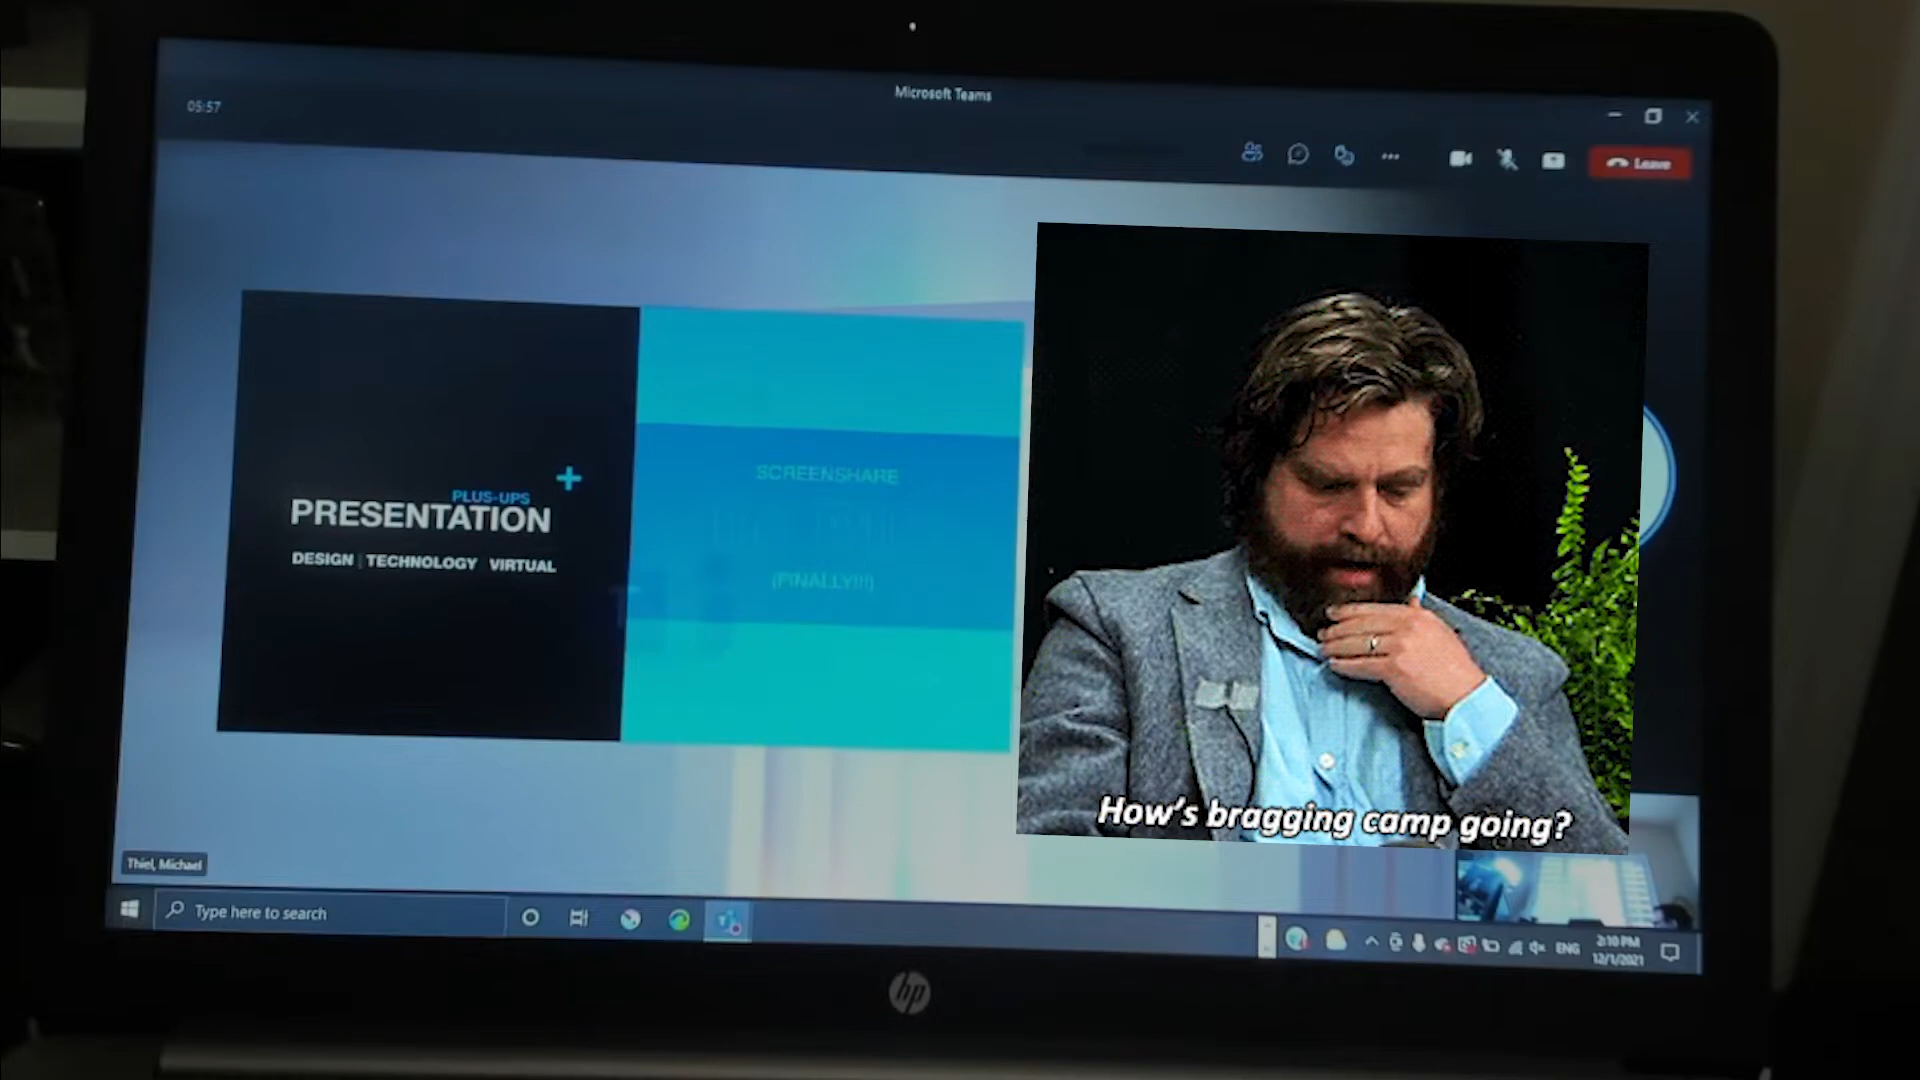 Microsoft Teams
05:57
Leave
PLUS-UPS
PRESENTATION
DESIGN | TECHNOLOGY VIRTUAL
SCREENSHARE
(FINALLY!!!)
How's bragging camp going?
Thiel, Michael
Type here to search
ENG
2:10 PM
12/1/2021
hp